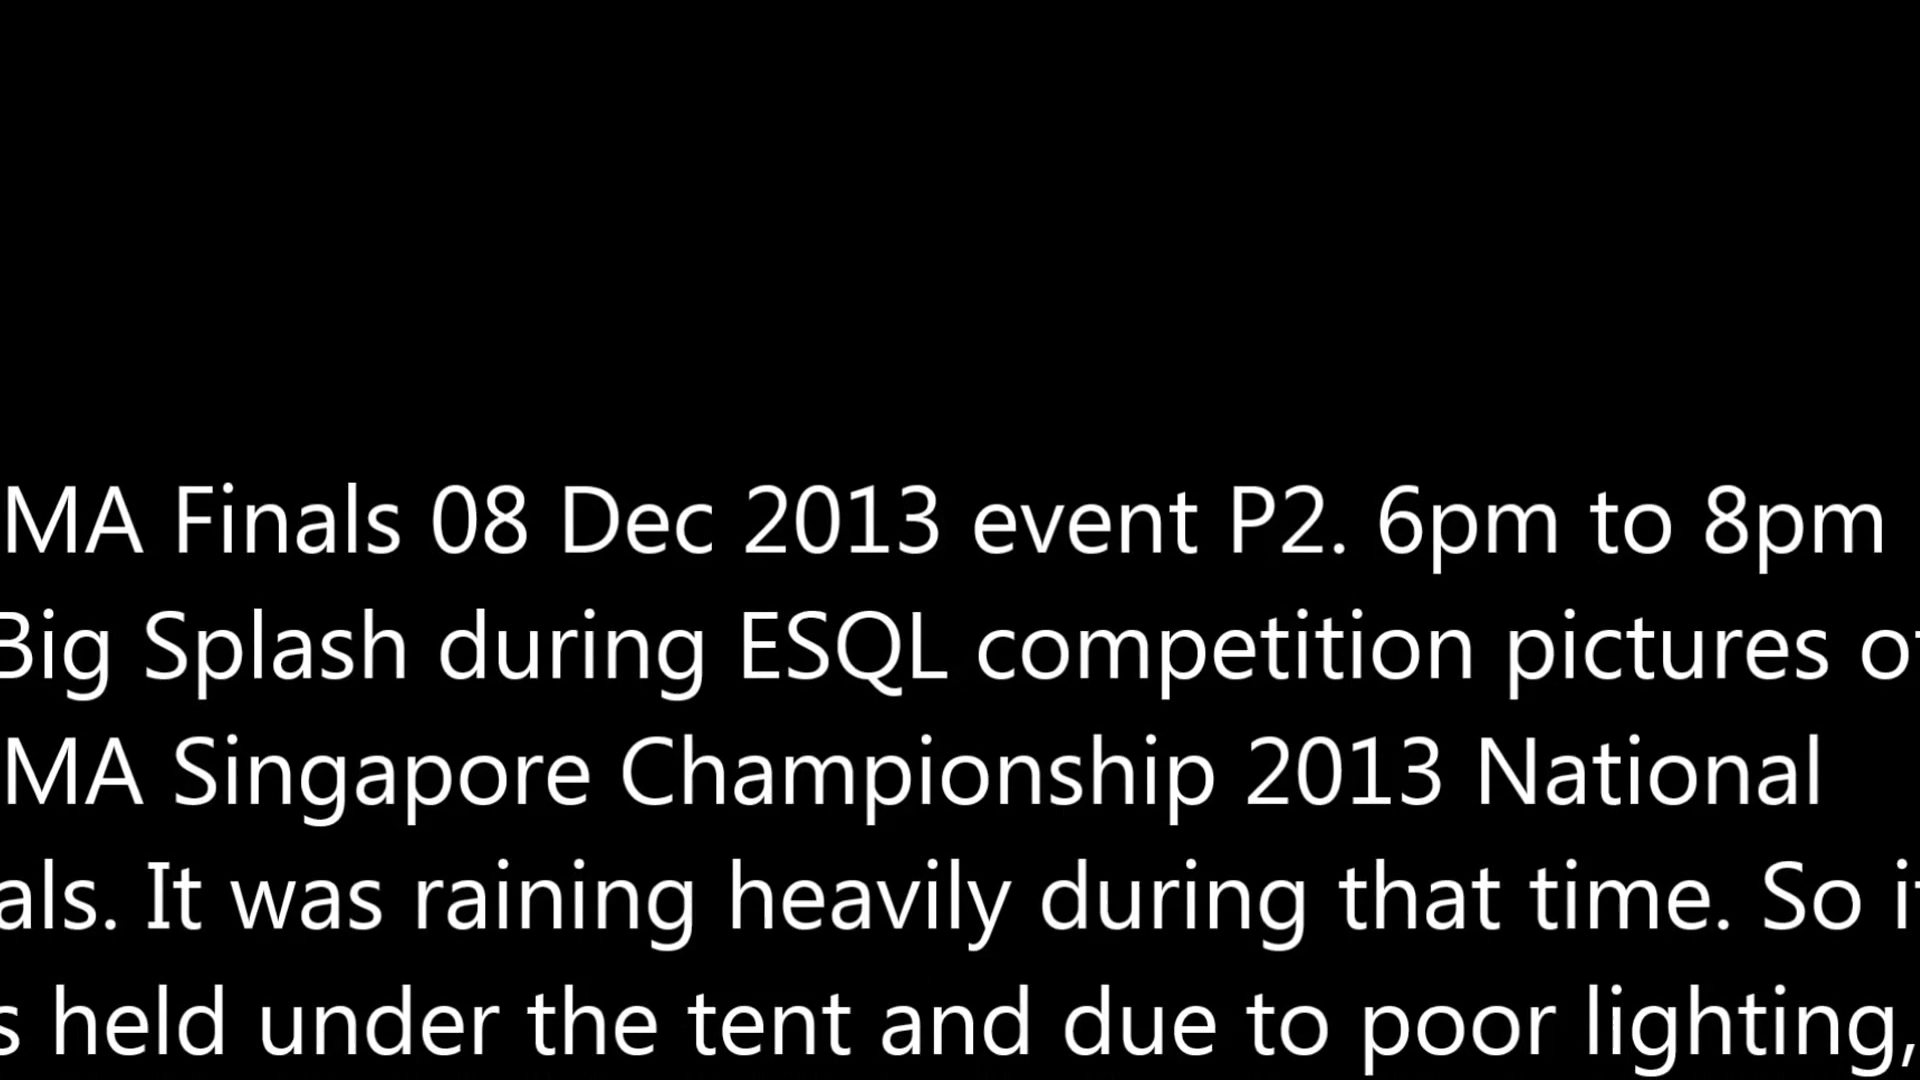 MA Finals 08 Dec 2013 event P2. 6pm to 8pm
Big Splash during ESQL competition pictures of
MA Singapore Championship 2013 National
als. It was raining heavily during that time. So it
s held under the tent and due to poor lighting,